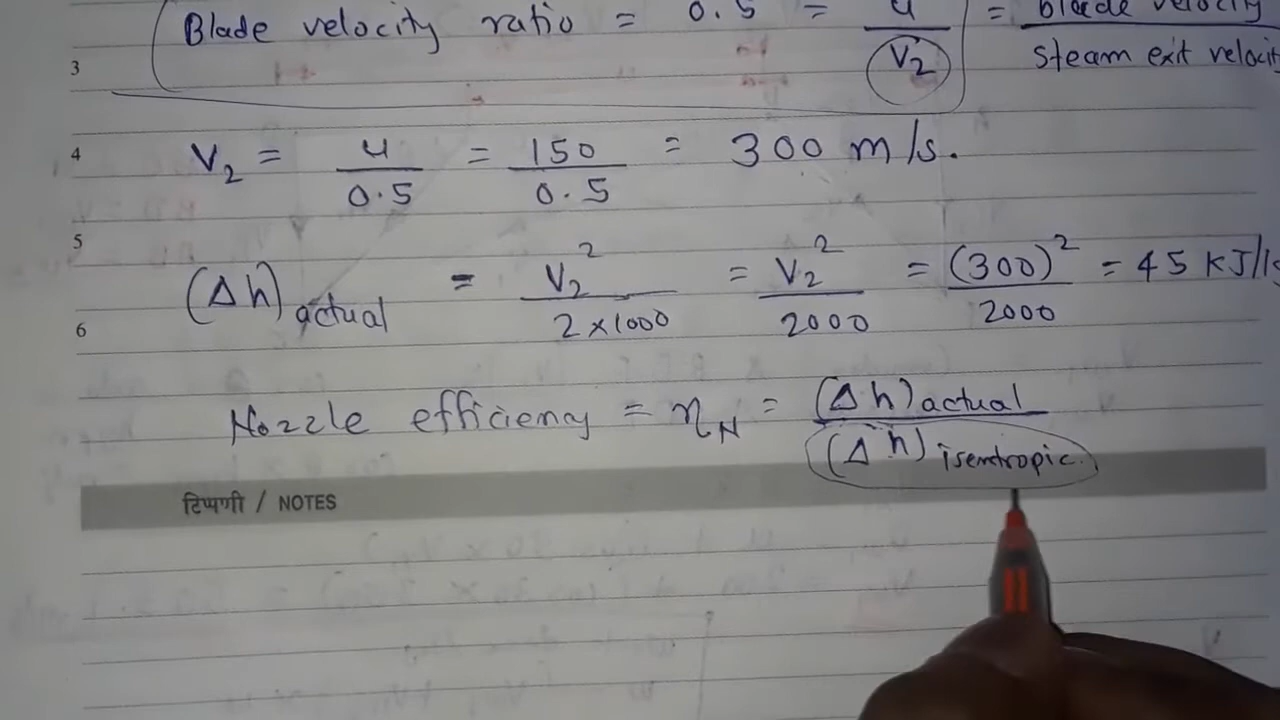 Blade velocity ratio = 0.5 = u / V₂ = blade velocity / steam exit velocity
3
4 V₂ = u / 0.5 = 150 / 0.5 = 300 m/s.
5
(Δh) actual = V₂² / 2×1000 = V₂² / 2000 = (300)² / 2000 = 45 KJ/k
6
Nozzle efficiency = η_N = (Δh) actual / (Δh) isentropic.
टिप्पणी / NOTES